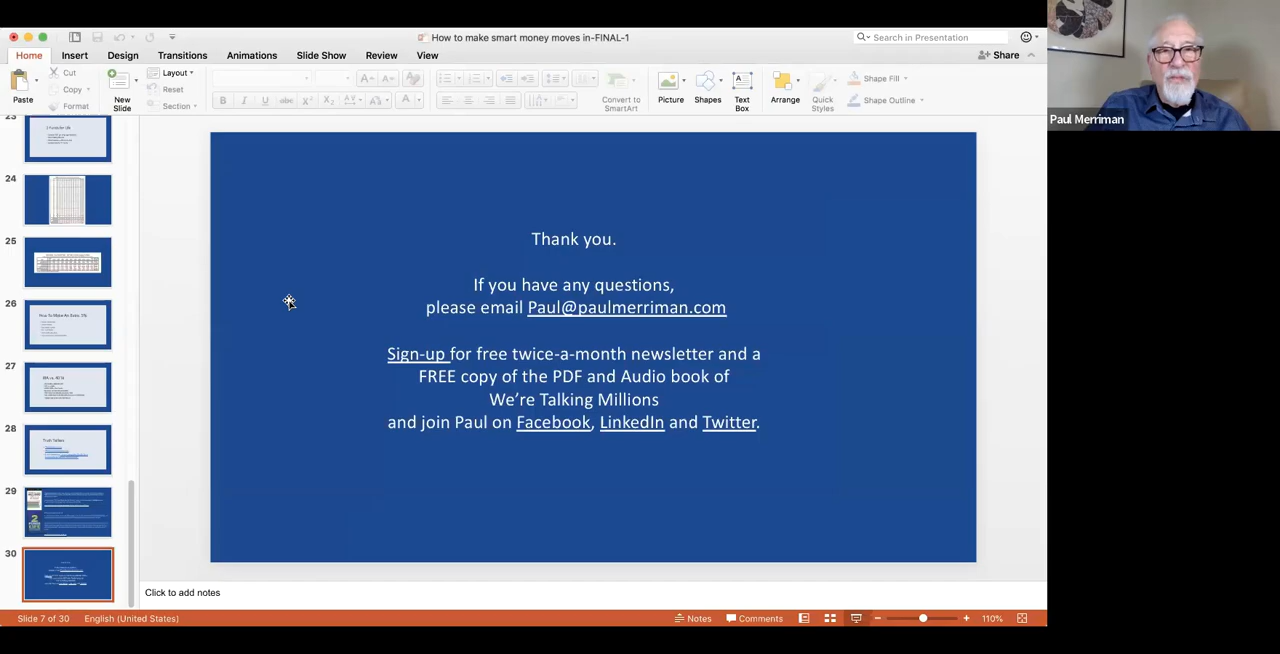 How to make smart money moves in-FINAL-1
Search in Presentation
Home Insert Design Transitions Animations Slide Show Review View
Share
Paste
Cut
Copy
Format
New Slide
Layout
Reset
Section
Convert to SmartArt
Picture
Shapes
Text Box
Arrange
Quick Styles
Shape Fill
Shape Outline
Paul Merriman
23
24
25
26
27
28
Truth Tellers
29
30
Thank you.
If you have any questions,
please email Paul@paulmerriman.com
Sign-up for free twice-a-month newsletter and a
FREE copy of the PDF and Audio book of
We’re Talking Millions
and join Paul on Facebook, LinkedIn and Twitter.
Click to add notes
Slide 7 of 30 English (United States)
Notes Comments
110%